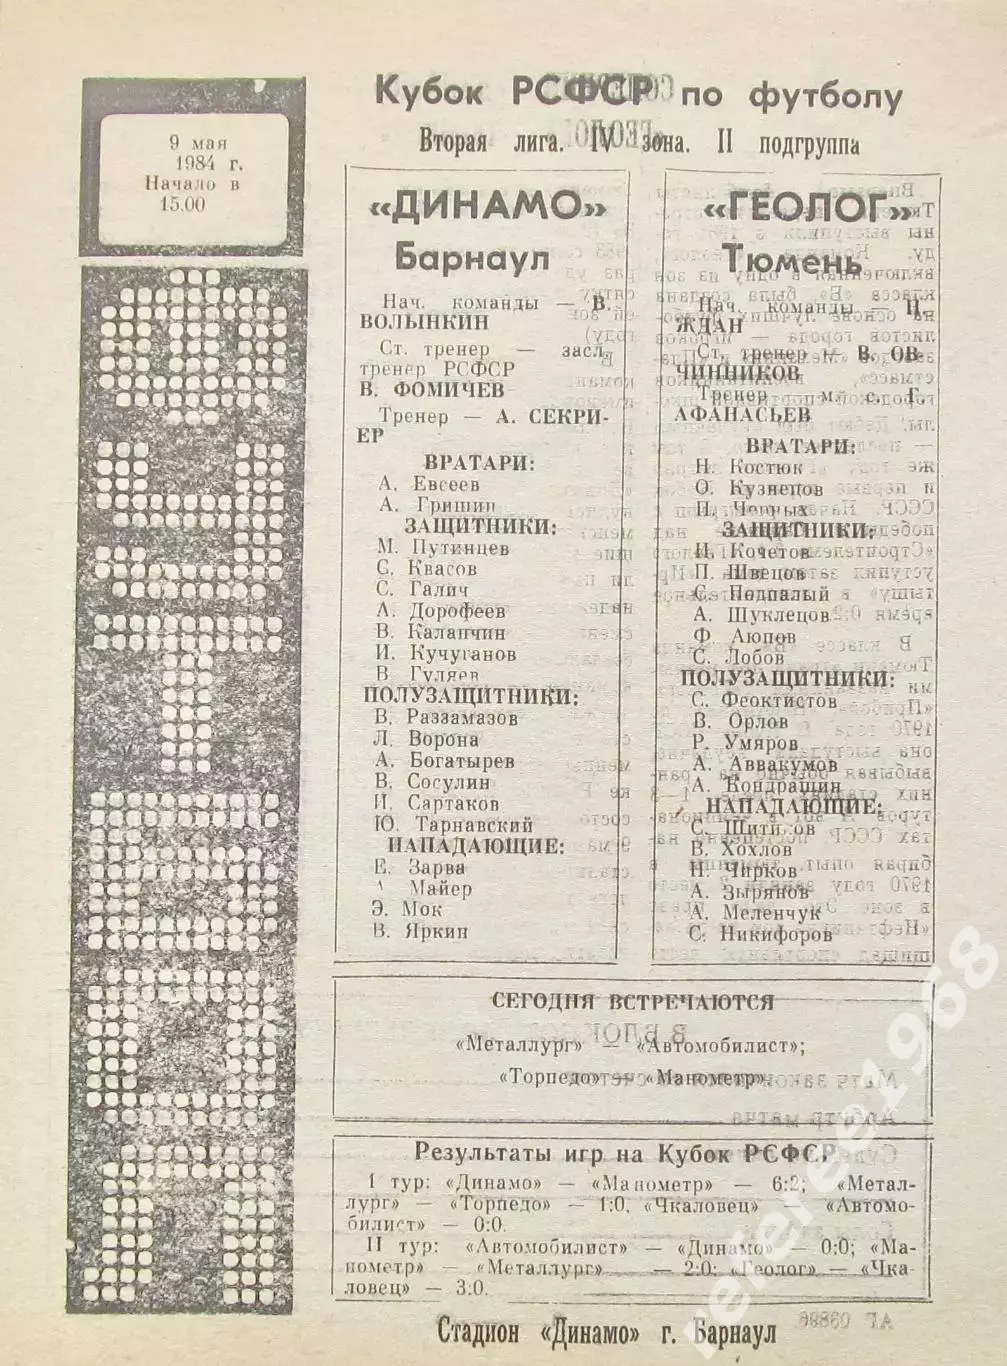 Кубок РСФСР по футболу
Вторая лига. IV зона. II подгруппа
9 мая
1984 г.
Начало в
15.00
ФУТБОЛ
«ДИНАМО»
Барнаул
Нач. команды — В.
ВОЛЫНКИН
Ст. тренер — засл.
тренер РСФСР
В. ФОМИЧЕВ
Тренер — А. СЕКРИ-
ЕР
ВРАТАРИ:
А. Евсеев
А. Гришин
ЗАЩИТНИКИ:
М. Путинцев
С. Квасов
С. Галич
А. Дорофеев
В. Каланчин
И. Кучуганов
В. Гуляев
ПОЛУЗАЩИТНИКИ:
В. Раззамазов
Л. Ворона
А. Богатырев
В. Сосулин
И. Сартаков
Ю. Тарнавский
НАПАДАЮЩИЕ:
Е. Зарва
Майер
Э. Мок
В. Яркин
«ГЕОЛОГ»
Тюмень
Нач. команды —
ЖДАН
Ст. тренер — В. ОВ-
ЧИННИКОВ
Тренер — м. с. Г.
АФАНАСЬЕВ
ВРАТАРИ:
Н. Костюк
О. Кузнецов
П. Черных
ЗАЩИТНИКИ:
И. Кочетов
П. Швецов
С. Подпалый
А. Шуклецов
Ф. Аюпов
С. Лобов
ПОЛУЗАЩИТНИКИ:
С. Феоктистов
В. Орлов
Р. Умяров
А. Аввакумов
А. Кондрашин
НАПАДАЮЩИЕ:
С.
В. Хохлов
Н. Чирков
А. Зырянов
А. Меленчук
С. Никифоров
СЕГОДНЯ ВСТРЕЧАЮТСЯ
«Металлург» — «Автомобилист»;
«Торпедо» — «Манометр».
Результаты игр на Кубок РСФСР
I тур: «Динамо» — «Манометр» — 6:2; «Метал-
лург» — «Торпедо» — 1:0, «Чкаловец» — «Автомо-
билист» — 0:0.
II тур: «Автомобилист» — «Динамо» — 0:0; «Ма-
нометр» — «Металлург» — 2:0; «Геолог» — «Чка-
ловец» — 3:0.
Стадион «Динамо» г. Барнаул
referee1968